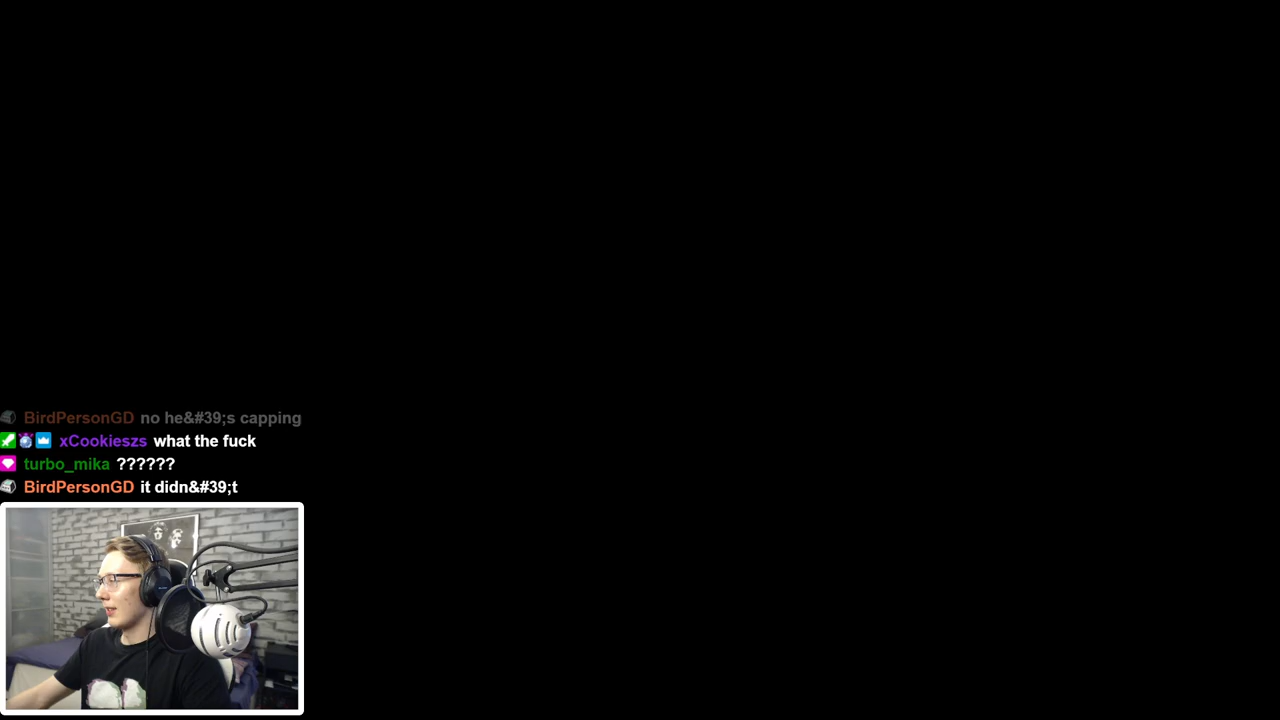 BirdPersonGD no he&#39;s capping
xCookieszs what the fuck
turbo_mika ??????
BirdPersonGD it didn&#39;t